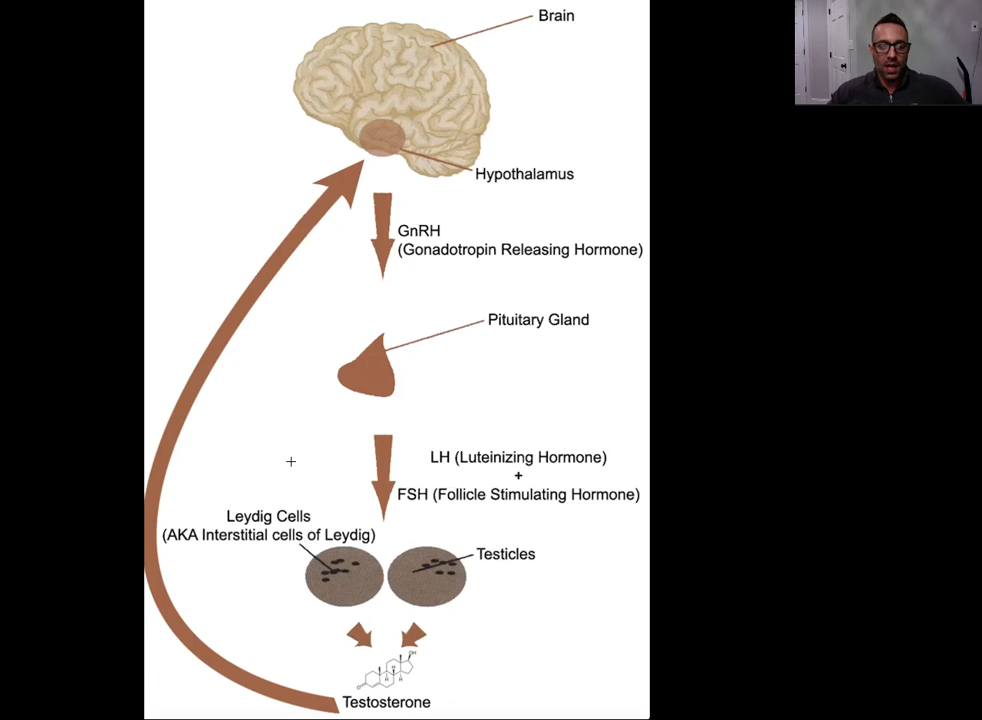 Brain
Hypothalamus
GnRH
(Gonadotropin Releasing Hormone)
Pituitary Gland
LH (Luteinizing Hormone)
+
FSH (Follicle Stimulating Hormone)
Leydig Cells
(AKA Interstitial cells of Leydig)
Testicles
OH
H
H
H
O
Testosterone